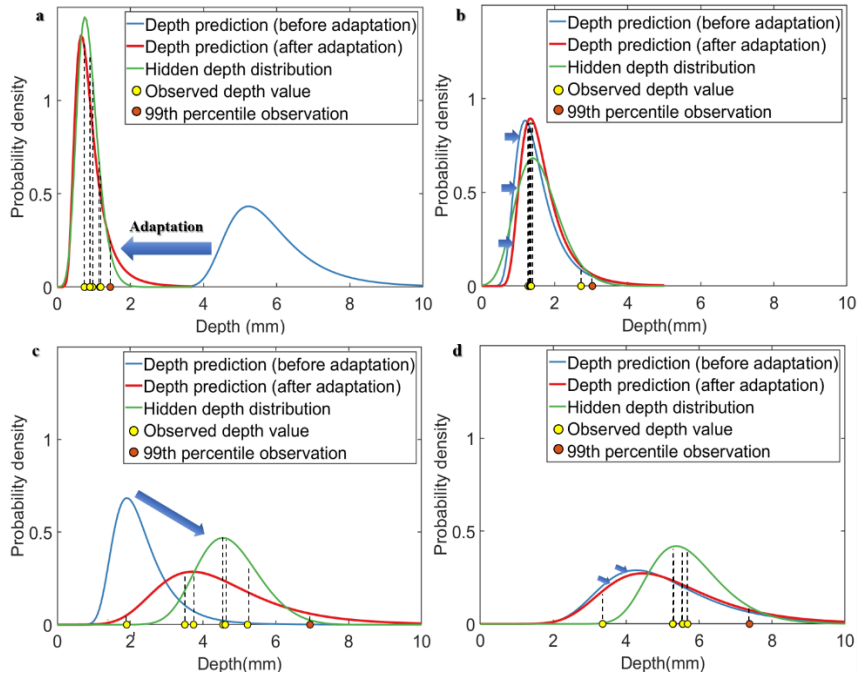 a
Depth prediction (before adaptation)
Depth prediction (after adaptation)
Hidden depth distribution
Observed depth value
99th percentile observation
Adaptation
Probability density
1
0.5
0
0 2 4 6 8 10
Depth (mm)
b
Depth prediction (before adaptation)
Depth prediction (after adaptation)
Hidden depth distribution
Observed depth value
99th percentile observation
Probability density
1
0.5
0
0 2 4 6 8 10
Depth(mm)
c
Depth prediction (before adaptation)
Depth prediction (after adaptation)
Hidden depth distribution
Observed depth value
99th percentile observation
Probability density
1
0.5
0
0 2 4 6 8 10
Depth(mm)
d
Depth prediction (before adaptation)
Depth prediction (after adaptation)
Hidden depth distribution
Observed depth value
99th percentile observation
Probability density
1
0.5
0
0 2 4 6 8 10
Depth(mm)